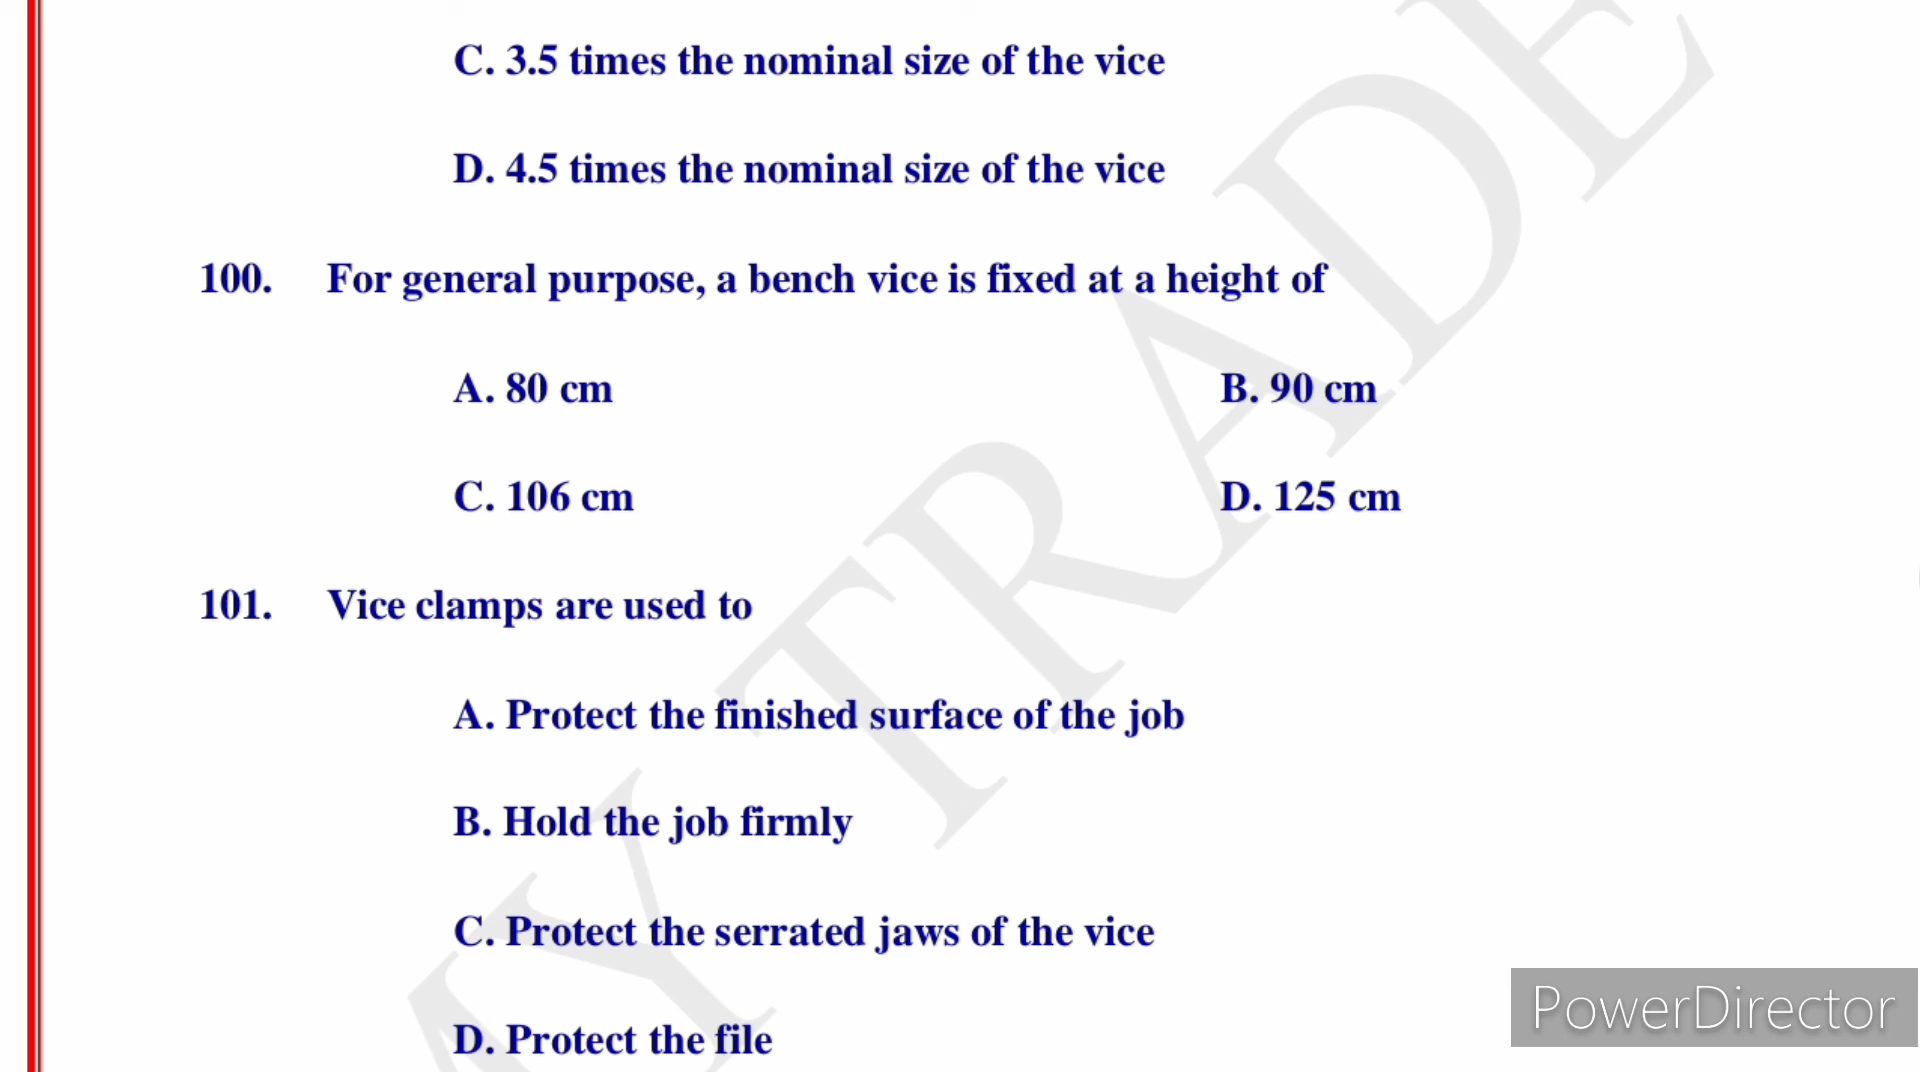 C. 3.5 times the nominal size of the vice
D. 4.5 times the nominal size of the vice
100. For general purpose, a bench vice is fixed at a height of
A. 80 cm B. 90 cm
C. 106 cm D. 125 cm
101. Vice clamps are used to
A. Protect the finished surface of the job
B. Hold the job firmly
C. Protect the serrated jaws of the vice
D. Protect the file
MY TRADE
PowerDirector